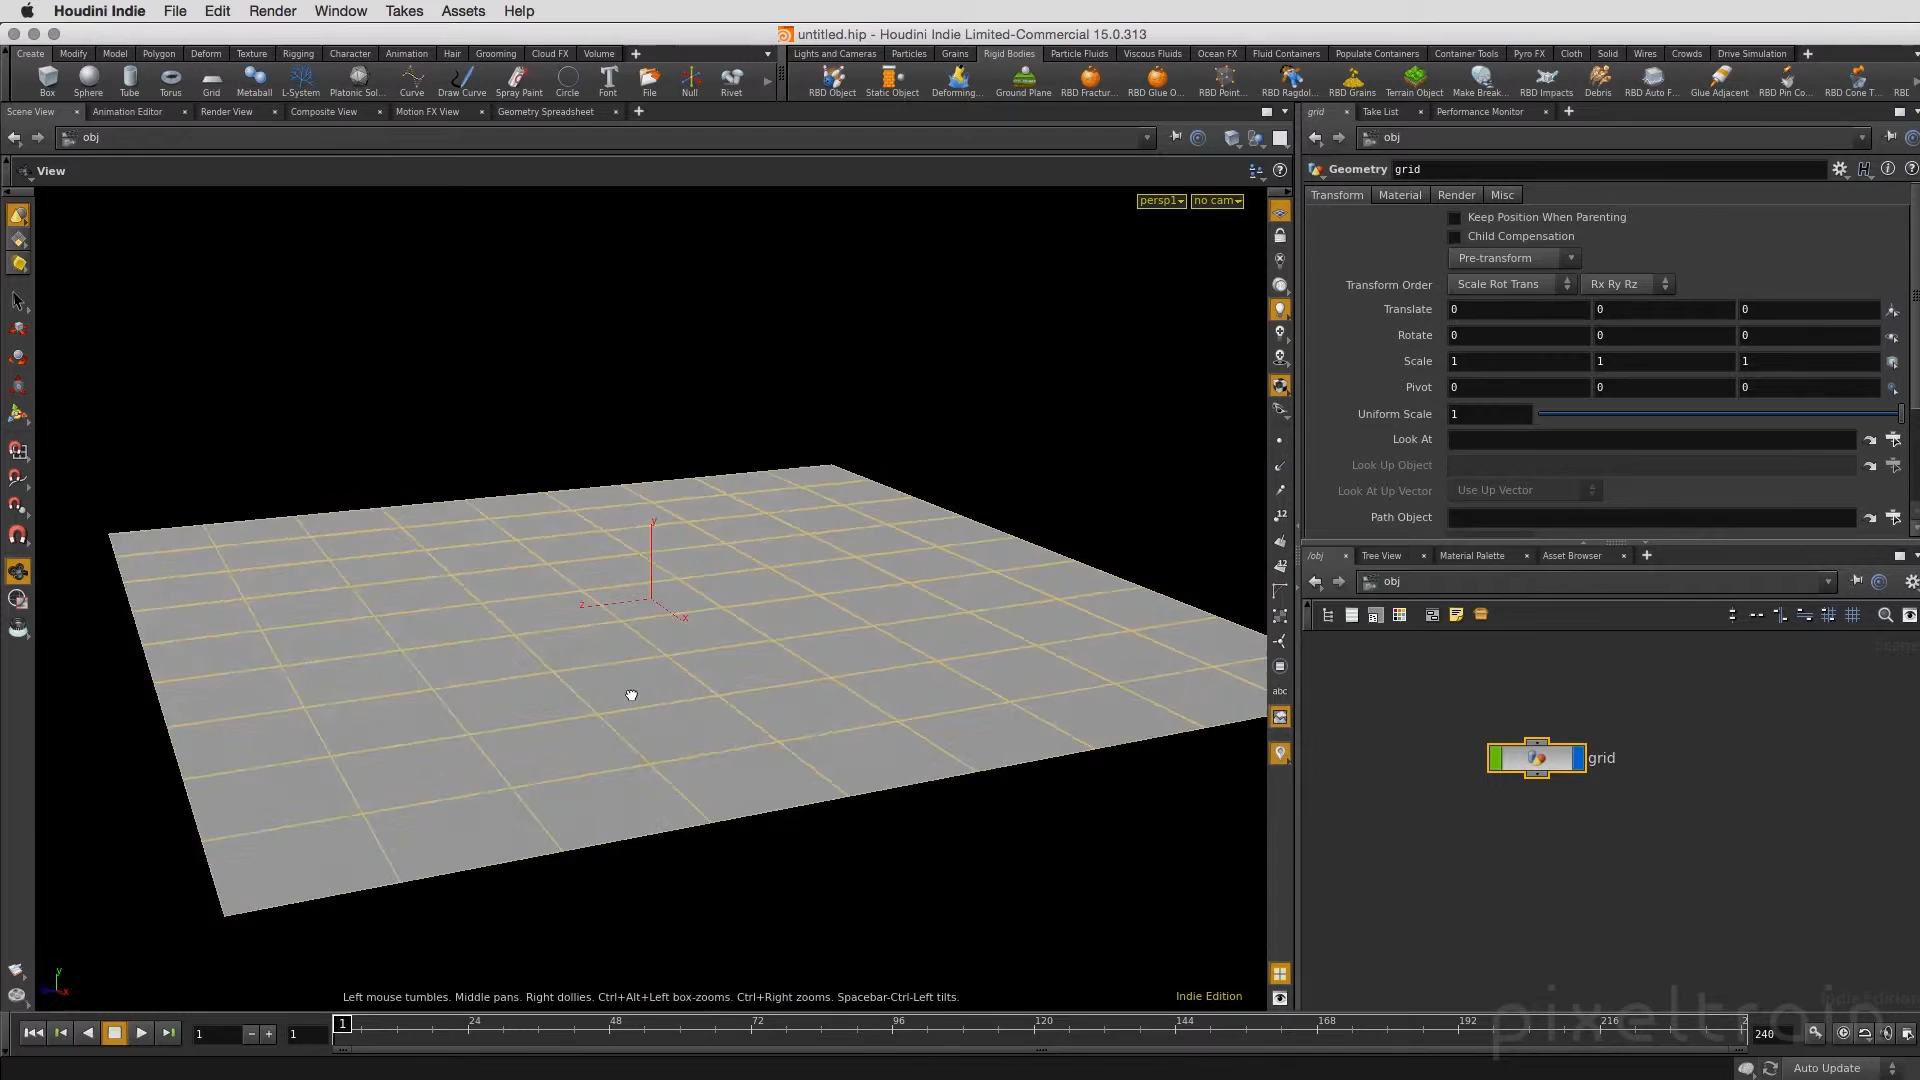 Houdini Indie File Edit Render Window Takes Assets Help
untitled.hip - Houdini Indie Limited-Commercial 15.0.313
Create Modify Model Polygon Deform Texture Rigging Character Animation Hair Grooming Cloud FX Volume
Lights and Cameras Particles Grains Rigid Bodies Particle Fluids Viscous Fluids Ocean FX Fluid Containers Populate Containers Container Tools Pyro FX Cloth Solid Wires Crowds Drive Simulation
Box Sphere Tube Torus Grid Metaball L-System Platonic Sol... Curve Draw Curve Spray Paint Circle Font File Null Rivet
RBD Object Static Object Deforming... Ground Plane RBD Fractur... RBD Glue O... RBD Point... RBD Ragdol... RBD Grains Terrain Object Make Break... RBD Impacts Debris RBD Auto F... Glue Adjacent RBD Pin Co... RBD Cone T... RBD
Scene View Animation Editor Render View Composite View Motion FX View Geometry Spreadsheet
grid Take List Performance Monitor
obj
obj
View
Geometry grid
Transform Material Render Misc
persp1 no cam
Keep Position When Parenting
Child Compensation
Pre-transform
Transform Order Scale Rot Trans Rx Ry Rz
Translate 0 0 0
Rotate 0 0 0
Scale 1 1 1
Pivot 0 0 0
Uniform Scale 1
Look At
Look Up Object
Look At Up Vector Use Up Vector
Path Object
/obj Tree View Material Palette Asset Browser
obj
y
z
x
12
12
abc
grid
y
x
Left mouse tumbles. Middle pans. Right dollies. Ctrl+Alt+Left box-zooms. Ctrl+Right zooms. Spacebar-Ctrl-Left tilts.
Indie Edition
Indie Edition
pixeltrain
1 1 1 24 48 72 96 120 144 168 192 216 2 240
Auto Update